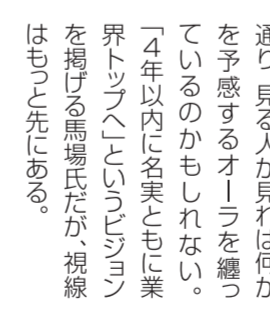 通り、見る人が見れば何か
を予感するオーラを纏っ
ているのかもしれない。
「4年以内に名実ともに業
界トップへ」というビジョン
を掲げる馬場氏だが、視線
はもっと先にある。